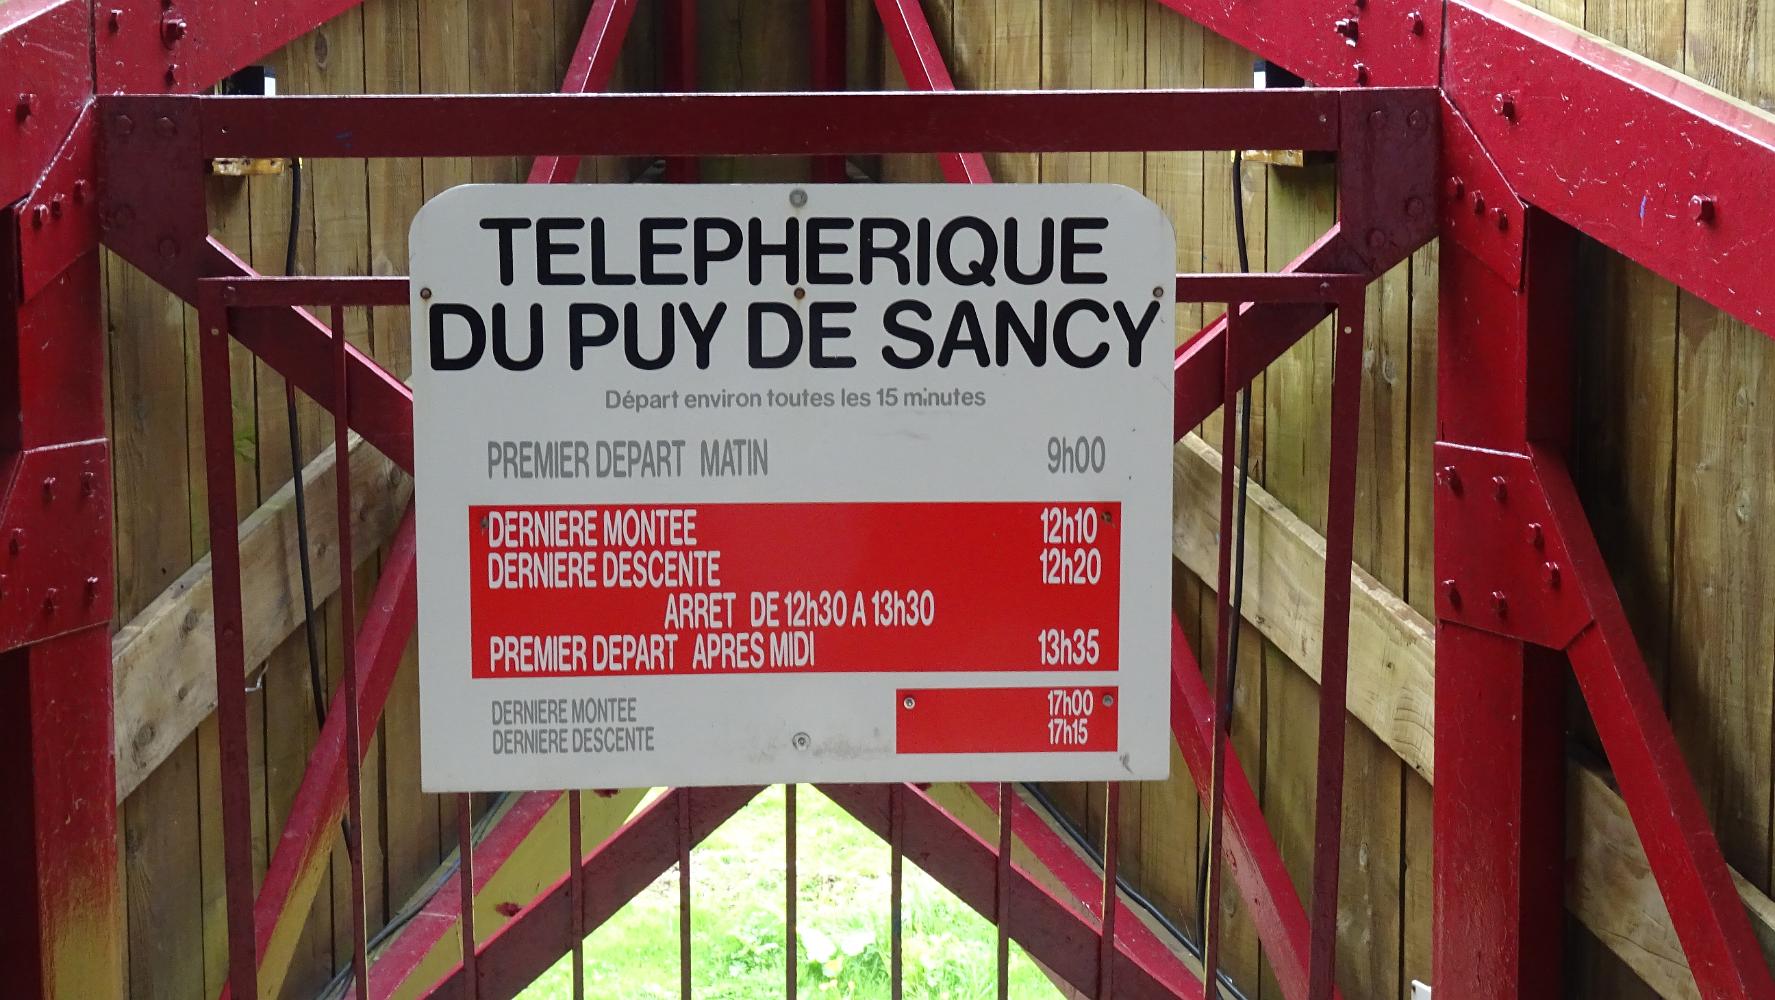 TELEPHERIQUE
DU PUY DE SANCY
Départ environ toutes les 15 minutes
PREMIER DEPART MATIN 9h00
DERNIERE MONTEE 12h10
DERNIERE DESCENTE 12h20
ARRET DE 12h30 A 13h30
PREMIER DEPART APRES MIDI 13h35
DERNIERE MONTEE 17h00
DERNIERE DESCENTE 17h15